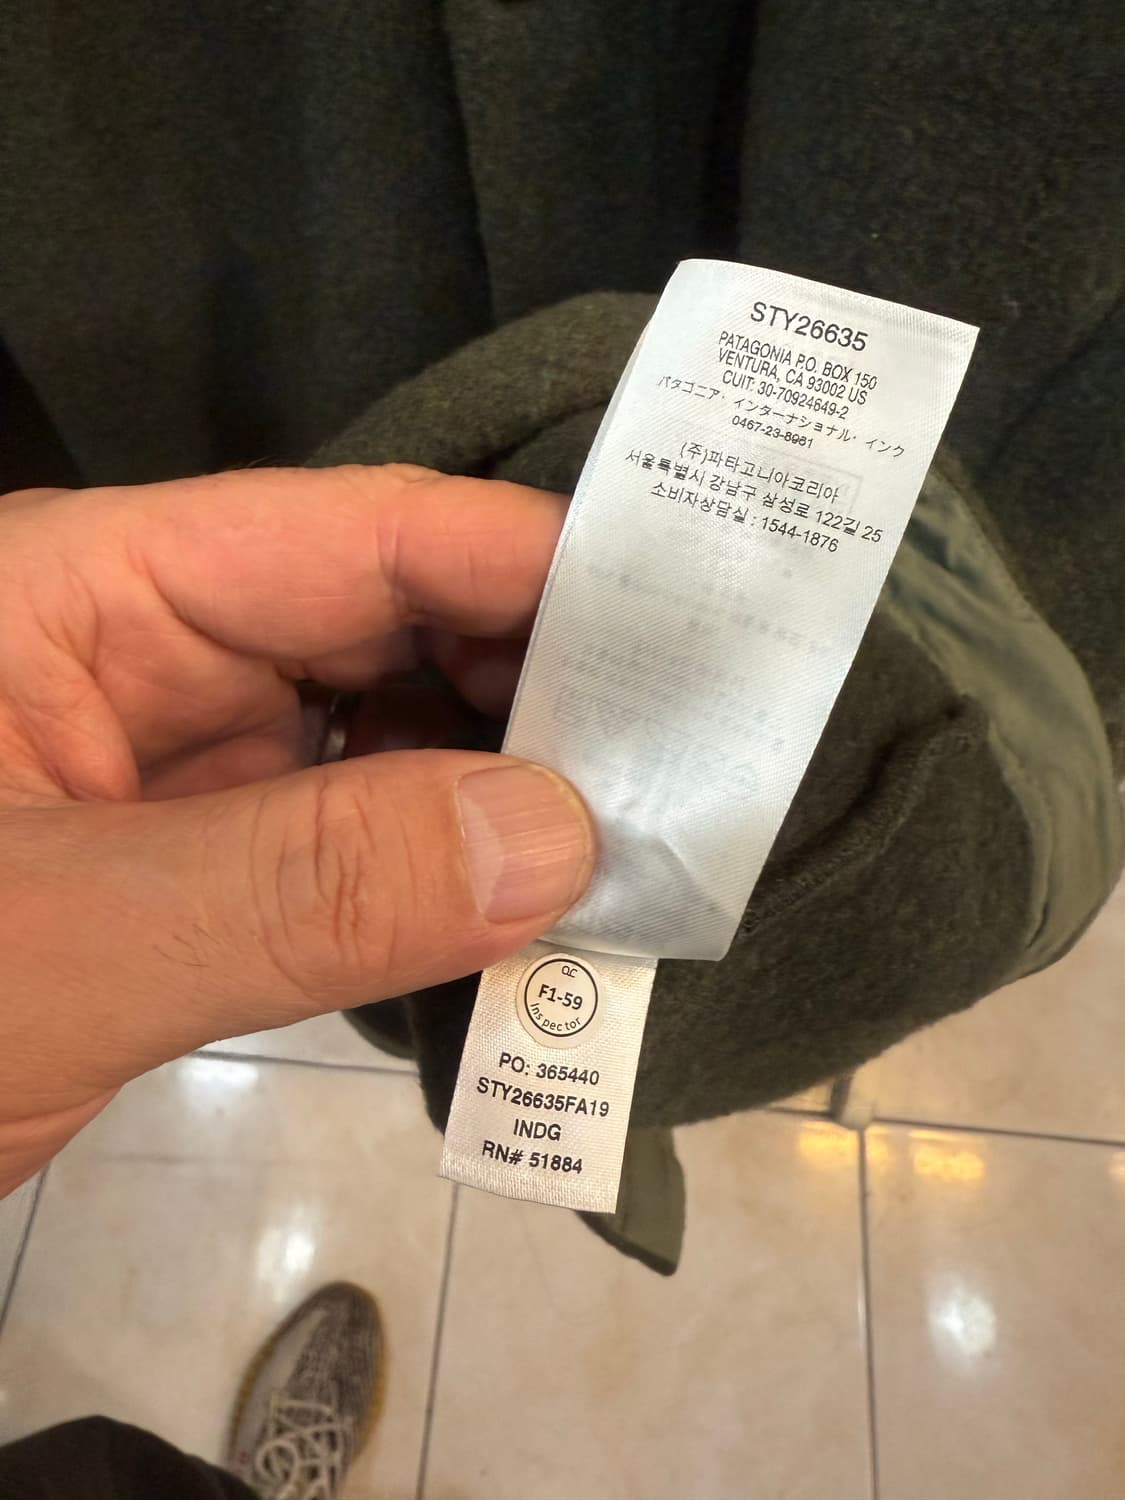 STY26635
PATAGONIA P.O. BOX 150
VENTURA, CA 93002 US
CUIT: 30-70924649-2
パタゴニア・インターナショナル・インク
0467-23-8981
(주)파타고니아코리아
서울특별시 강남구 삼성로 122길 25
소비자상담실 : 1544-1876
QC
F1-59
Inspector
PO: 365440
STY26635FA19
INDG
RN# 51884